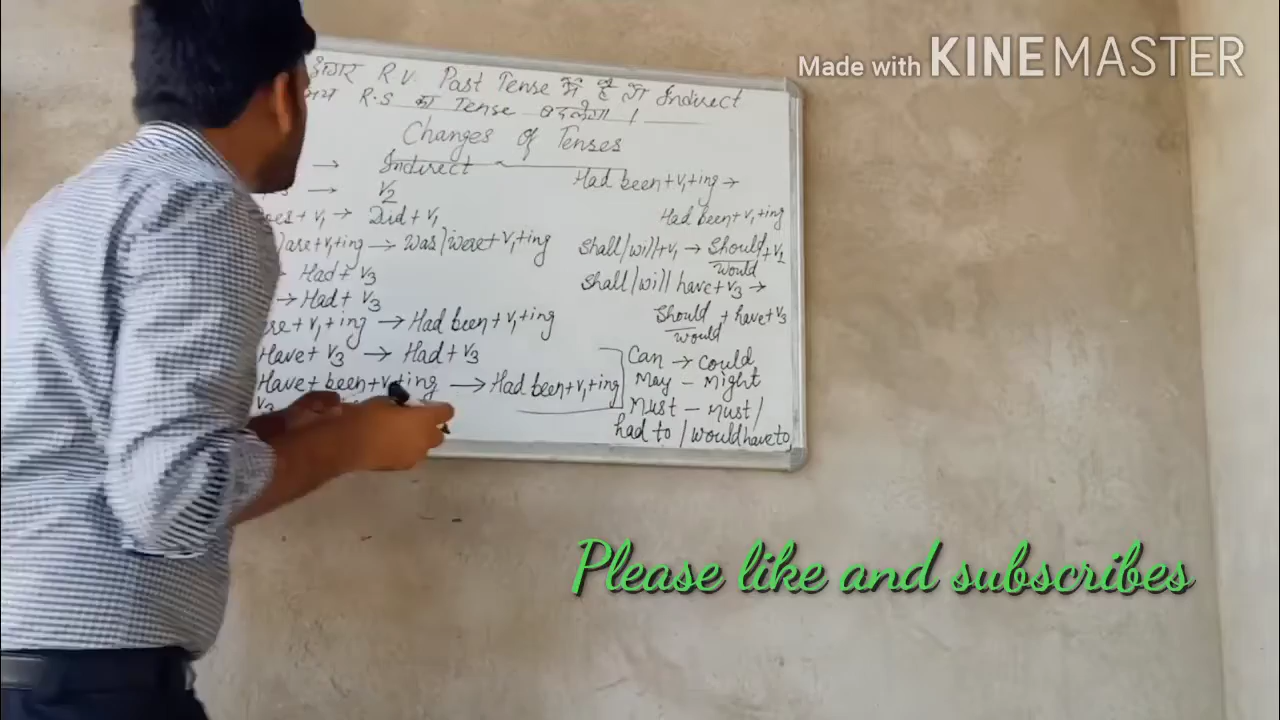 Made with KINEMASTER
अगर R.V. Past Tense में है तो Indirect
R.S का Tense बदलेगा ।
Changes of Tenses
→ Indirect
→ V2
+ V1 → Did + V1
are + V1 + ing → Was / were + V1 + ing
Had + V3
→ Had + V3
+ V1 + ing → Had been + V1 + ing
Have + V3 → Had + V3
Have + been + V1 + ing → Had been + V1 + ing
V3
Had been + V1 + ing →
Had been + V1 + ing
Shall / will + V1 → Should + V1
would
Shall / will have + V3 →
Should + have + V3
would
Can → Could
May - Might
Must - Must /
had to / would have to
Please like and subscribes